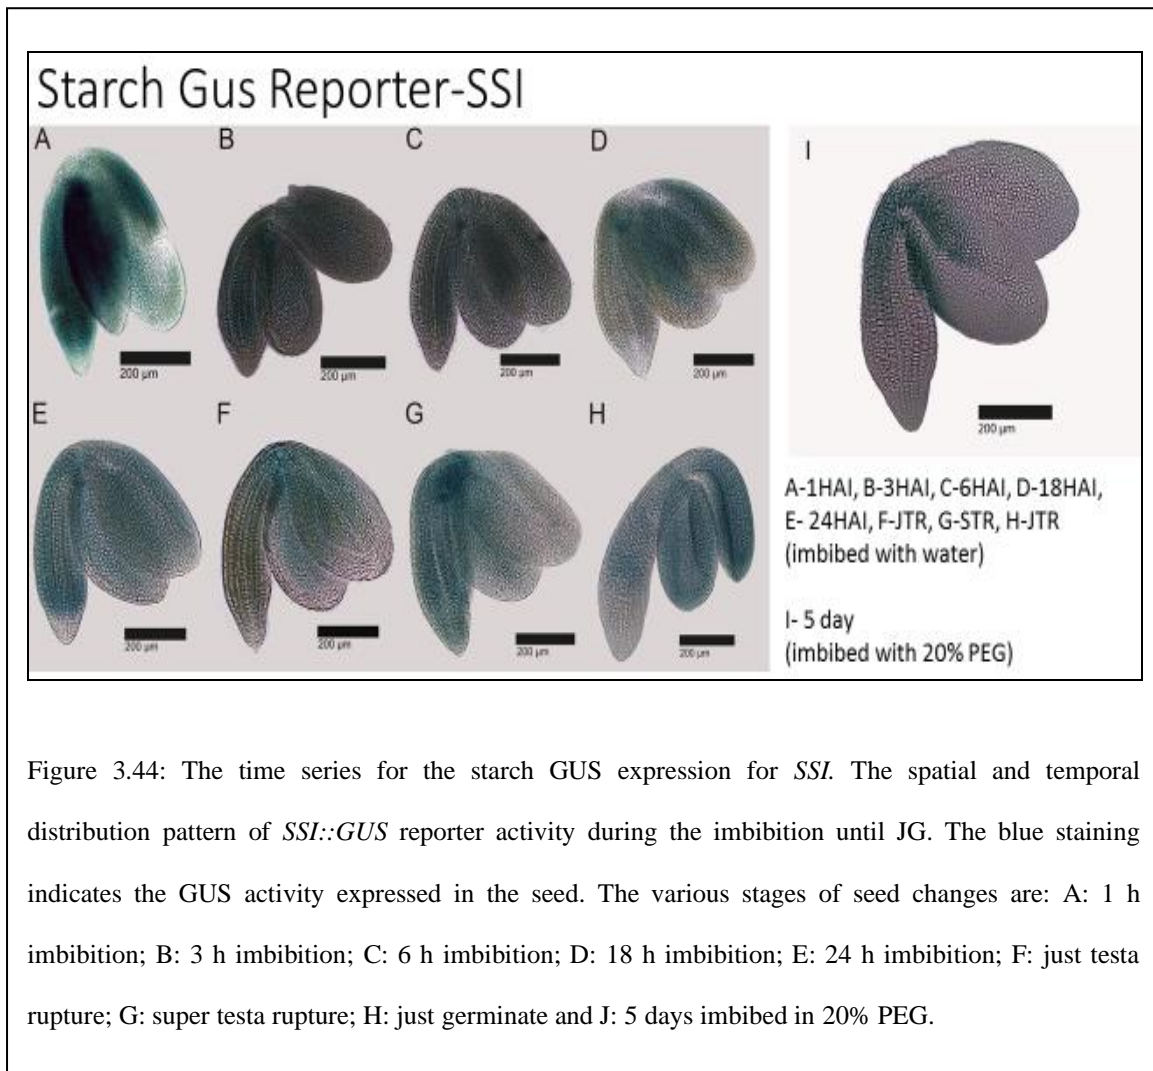 Starch Gus Reporter-SSI
A
B
C
D
I
200 µm
200 µm
200 µm
200 µm
200 µm
E
F
G
H
200 µm
200 µm
200 µm
200 µm
A-1HAI, B-3HAI, C-6HAI, D-18HAI,
E- 24HAI, F-JTR, G-STR, H-JTR
(imbibed with water)
I- 5 day
(imbibed with 20% PEG)
Figure 3.44: The time series for the starch GUS expression for SSI. The spatial and temporal
distribution pattern of SSI::GUS reporter activity during the imbibition until JG. The blue staining
indicates the GUS activity expressed in the seed. The various stages of seed changes are: A: 1 h
imbibition; B: 3 h imbibition; C: 6 h imbibition; D: 18 h imbibition; E: 24 h imbibition; F: just testa
rupture; G: super testa rupture; H: just germinate and J: 5 days imbibed in 20% PEG.